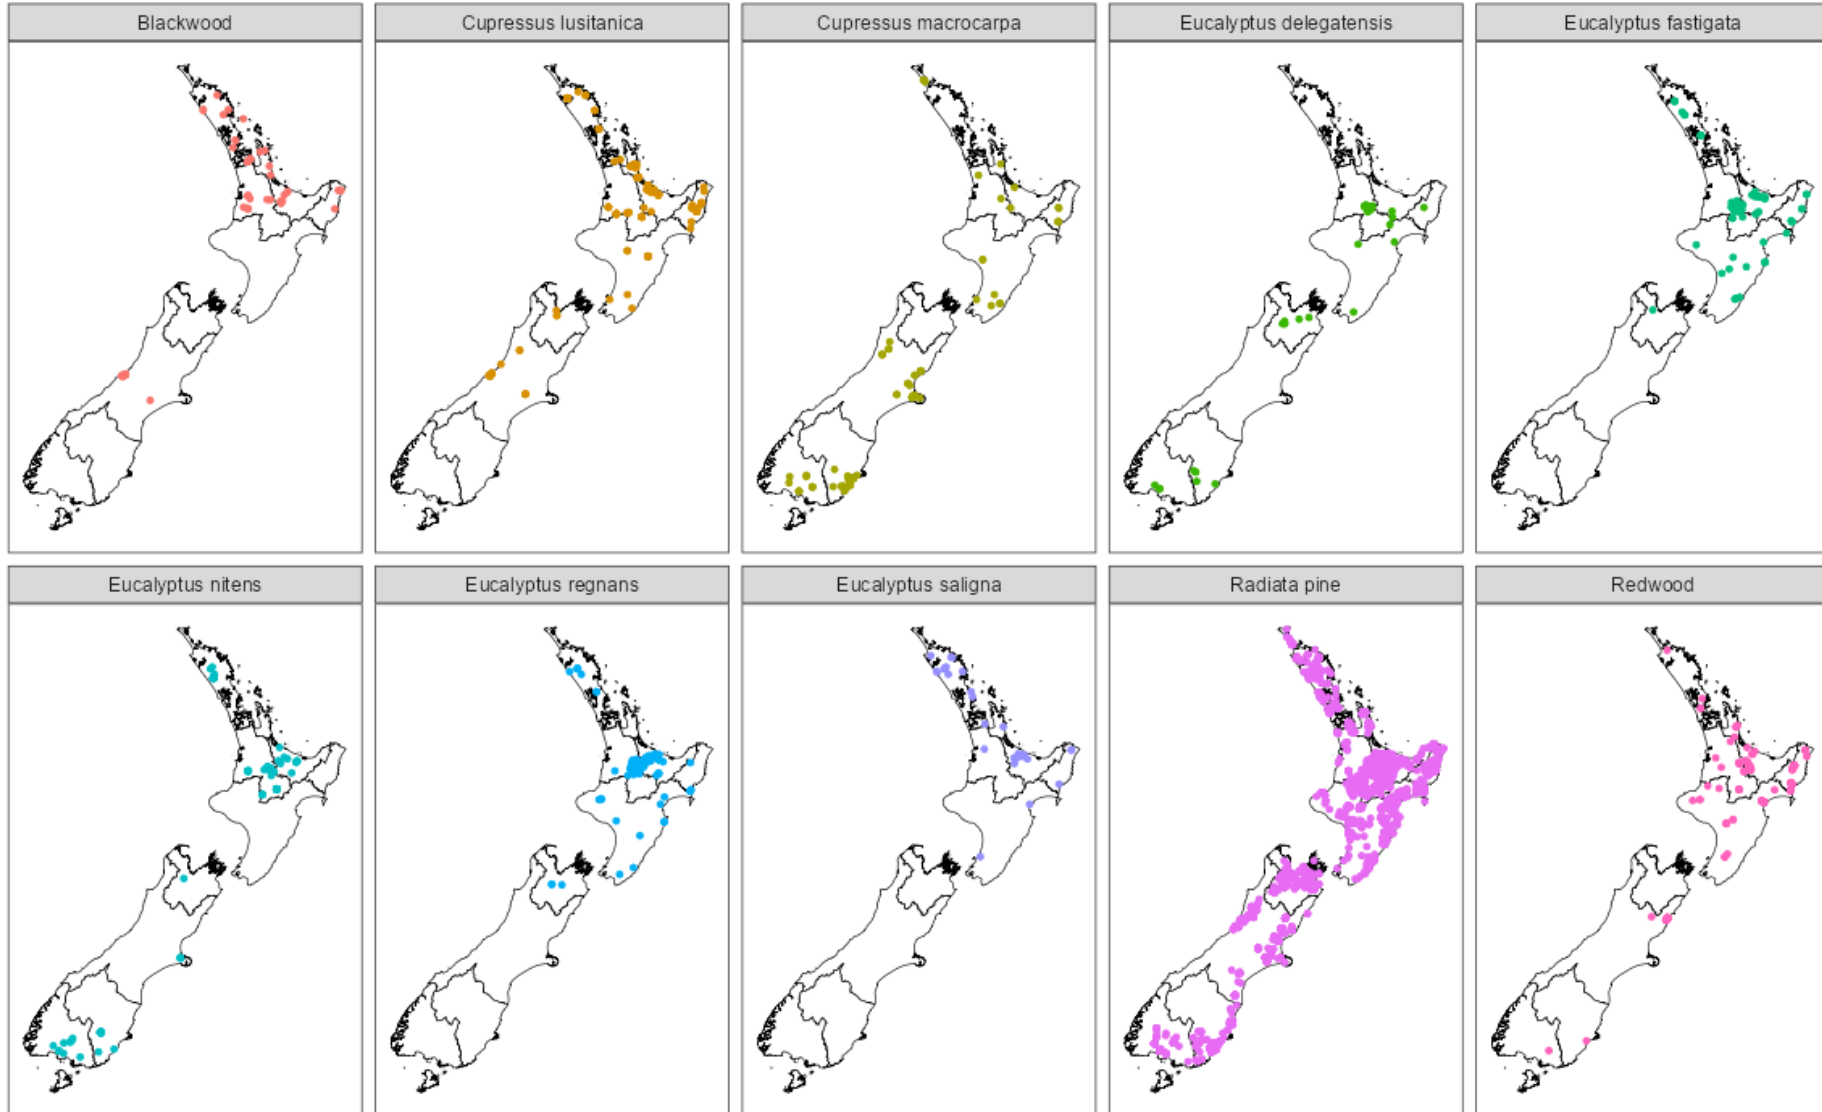 Blackwood
Cupressus lusitanica
Cupressus macrocarpa
Eucalyptus delegatensis
Eucalyptus fastigata
Eucalyptus nitens
Eucalyptus regnans
Eucalyptus saligna
Radiata pine
Redwood